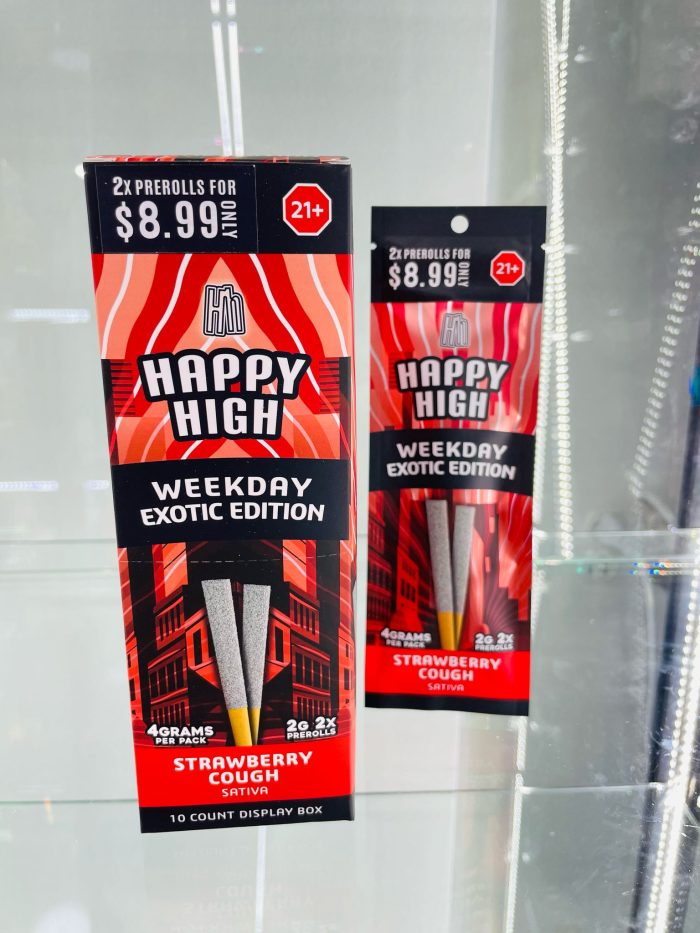 2X PREROLLS FOR
$8.99 ONLY
21+
HAPPY
HIGH
WEEKDAY
EXOTIC EDITION
4GRAMS
PER PACK
2G 2X
PREROLLS
STRAWBERRY
COUGH
SATIVA
10 COUNT DISPLAY BOX
2X PREROLLS FOR
$8.99 ONLY
21+
HAPPY
HIGH
WEEKDAY
EXOTIC EDITION
4GRAMS
PER PACK
2G 2X
PREROLLS
STRAWBERRY
COUGH
SATIVA